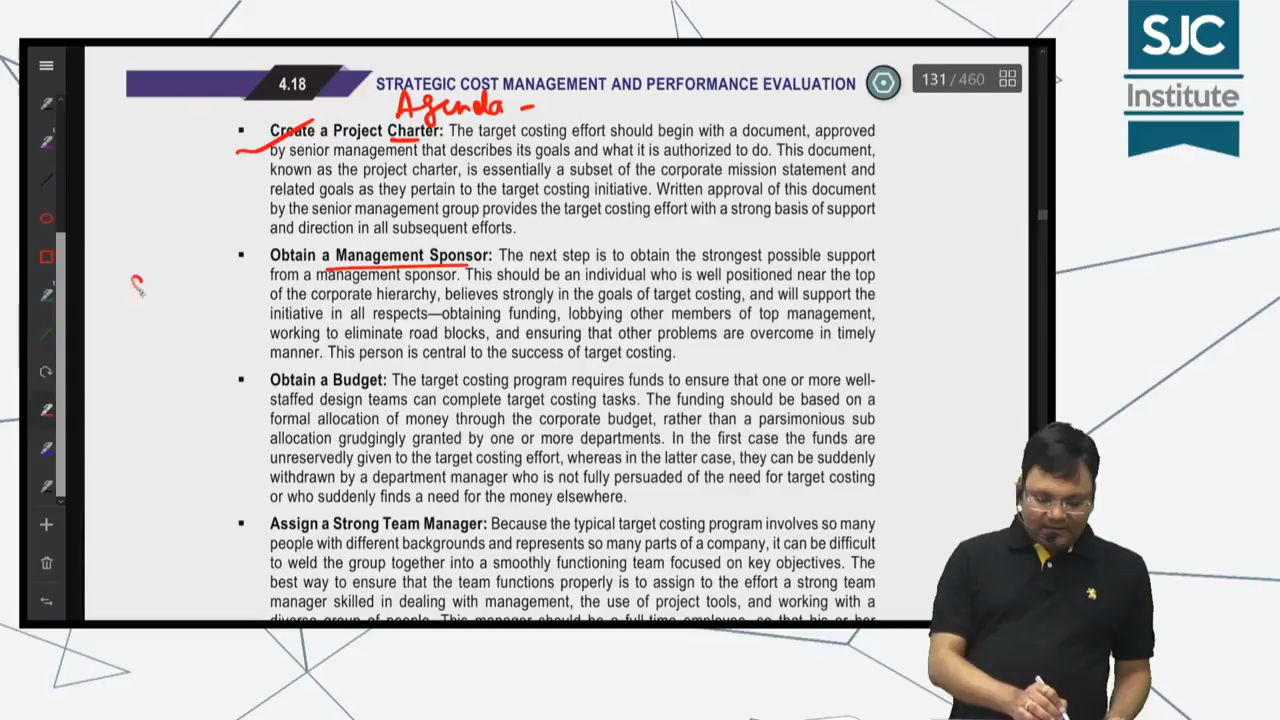 SJC
Institute
4.18
STRATEGIC COST MANAGEMENT AND PERFORMANCE EVALUATION
131 / 460
Agenda -
▪ Create a Project Charter: The target costing effort should begin with a document, approved
by senior management that describes its goals and what it is authorized to do. This document,
known as the project charter, is essentially a subset of the corporate mission statement and
related goals as they pertain to the target costing initiative. Written approval of this document
by the senior management group provides the target costing effort with a strong basis of support
and direction in all subsequent efforts.
▪ Obtain a Management Sponsor: The next step is to obtain the strongest possible support
from a management sponsor. This should be an individual who is well positioned near the top
of the corporate hierarchy, believes strongly in the goals of target costing, and will support the
initiative in all respects—obtaining funding, lobbying other members of top management,
working to eliminate road blocks, and ensuring that other problems are overcome in timely
manner. This person is central to the success of target costing.
▪ Obtain a Budget: The target costing program requires funds to ensure that one or more well-
staffed design teams can complete target costing tasks. The funding should be based on a
formal allocation of money through the corporate budget, rather than a parsimonious sub
allocation grudgingly granted by one or more departments. In the first case the funds are
unreservedly given to the target costing effort, whereas in the latter case, they can be suddenly
withdrawn by a department manager who is not fully persuaded of the need for target costing
or who suddenly finds a need for the money elsewhere.
▪ Assign a Strong Team Manager: Because the typical target costing program involves so many
people with different backgrounds and represents so many parts of a company, it can be difficult
to weld the group together into a smoothly functioning team focused on key objectives. The
best way to ensure that the team functions properly is to assign to the effort a strong team
manager skilled in dealing with management, the use of project tools, and working with a
diverse group of people. This manager should be a full-time employee, so that his or her